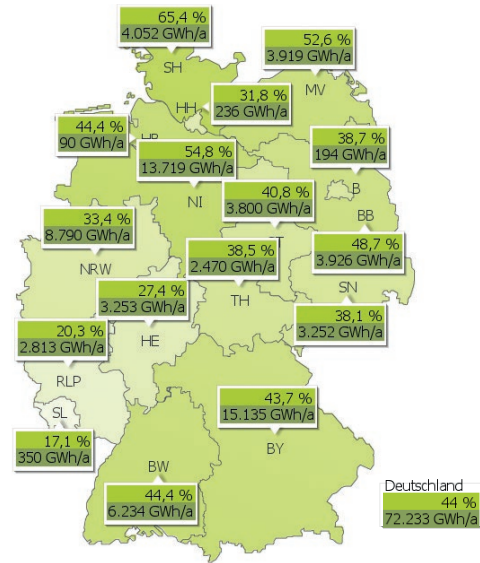 65,4 %
4.052 GWh/a
SH
52,6 %
3.919 GWh/a
MV
31,8 %
236 GWh/a
HH
44,4 %
90 GWh/a
HB
54,8 %
13.719 GWh/a
NI
38,7 %
194 GWh/a
B
40,8 %
3.800 GWh/a
BB
33,4 %
8.790 GWh/a
NRW
38,5 %
2.470 GWh/a
TH
48,7 %
3.926 GWh/a
SN
27,4 %
3.253 GWh/a
HE
38,1 %
3.252 GWh/a
20,3 %
2.813 GWh/a
RLP
SL
17,1 %
350 GWh/a
43,7 %
15.135 GWh/a
BY
BW
44,4 %
6.234 GWh/a
Deutschland
44 %
72.233 GWh/a